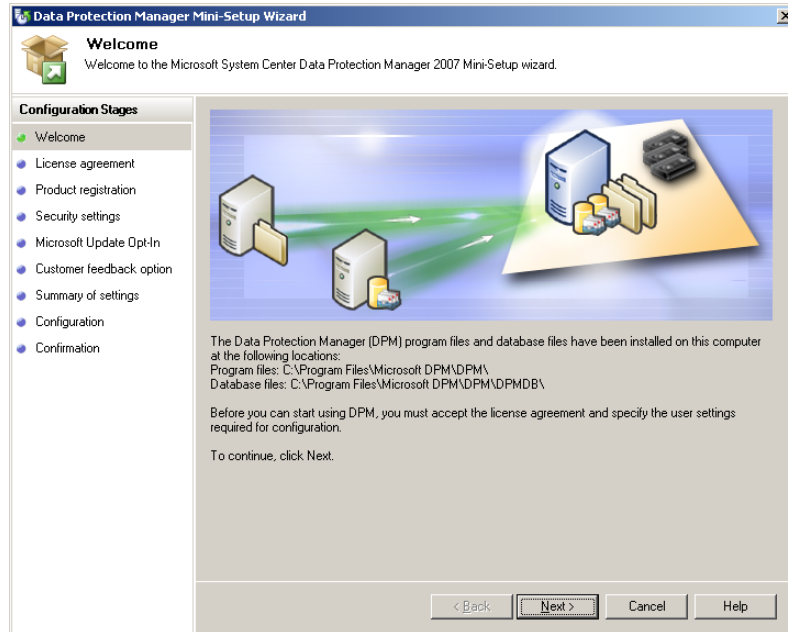 Data Protection Manager Mini-Setup Wizard
Welcome
Welcome to the Microsoft System Center Data Protection Manager 2007 Mini-Setup wizard.
Configuration Stages
Welcome
License agreement
Product registration
Security settings
Microsoft Update Opt-In
Customer feedback option
Summary of settings
Configuration
Confirmation
The Data Protection Manager (DPM) program files and database files have been installed on this computer
at the following locations:
Program files: C:\Program Files\Microsoft DPM\DPM\
Database files: C:\Program Files\Microsoft DPM\DPM\DPMDB\
Before you can start using DPM, you must accept the license agreement and specify the user settings
required for configuration.
To continue, click Next.
< Back
Next >
Cancel
Help